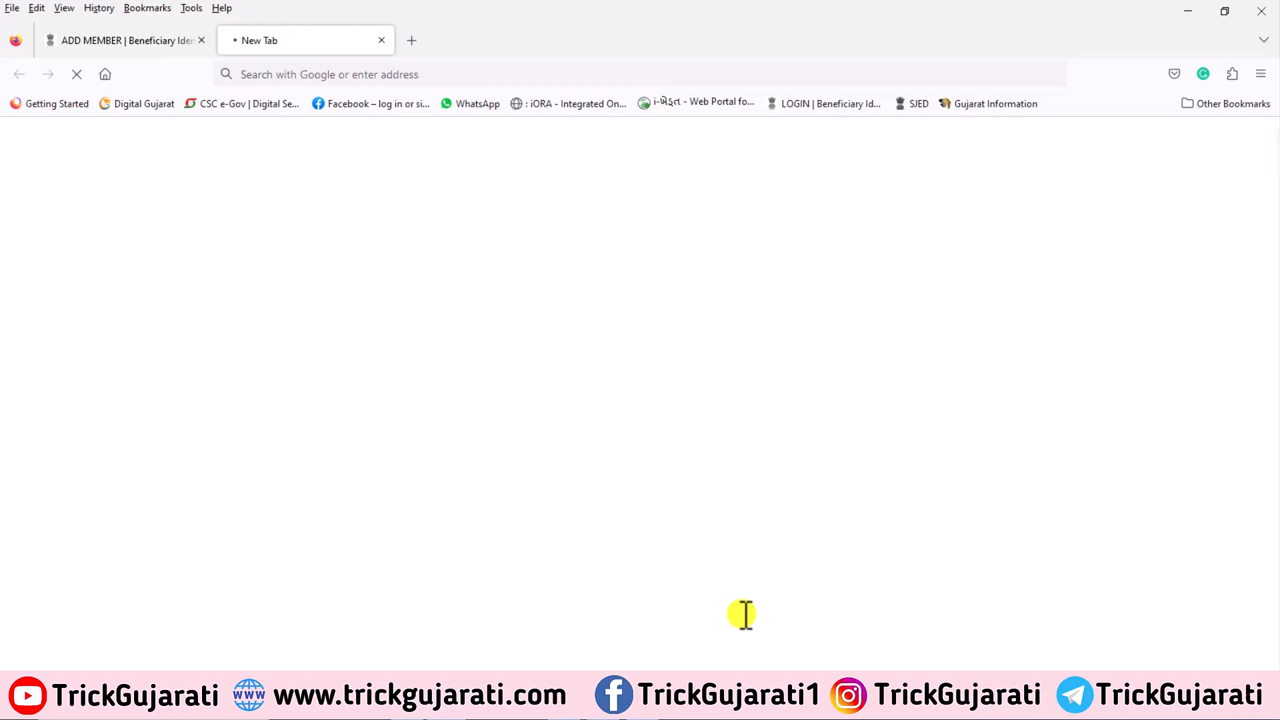 File Edit View History Bookmarks Tools Help
ADD MEMBER | Beneficiary Iden
New Tab
Search with Google or enter address
Getting Started Digital Gujarat CSC e-Gov | Digital Se... Facebook – log in or si... WhatsApp : iORA - Integrated On... - Web Portal fo... LOGIN | Beneficiary Id... SJED Gujarat Information Other Bookmarks
TrickGujarati www.trickgujarati.com TrickGujarati1 TrickGujarati TrickGujarati